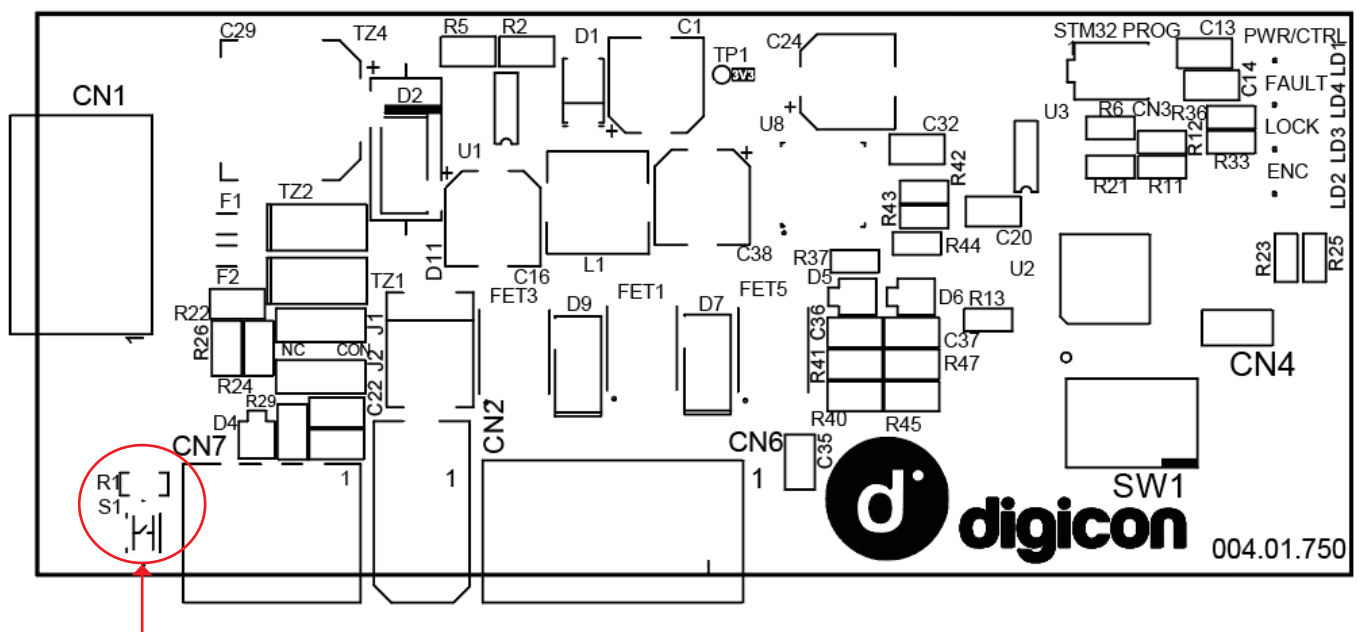 C29
TZ4
R5
R2
D1
C1
C24
STM32 PROG
C13
PWR/CTRL
LD1
TP1
3V3
C14
FAULT
LD4
CN1
D2
U8
C32
U3
R6
CN3
R36
LOCK
LD3
R12
R42
U1
R33
ENC
LD2
R21
R11
F1
TZ2
R43
R44
C20
D11
C16
L1
C38
R37
U2
R23
R25
F2
TZ1
FET3
FET1
FET5
D5
D6
R13
R22
D9
D7
C36
C37
R26
J1
NC
CON
J2
1
R41
R47
CN4
R24
C22
R29
D4
R40
R45
CN7
CN2
CN6
C35
R1
1
1
1
SW1
S1
d
digicon
004.01.750